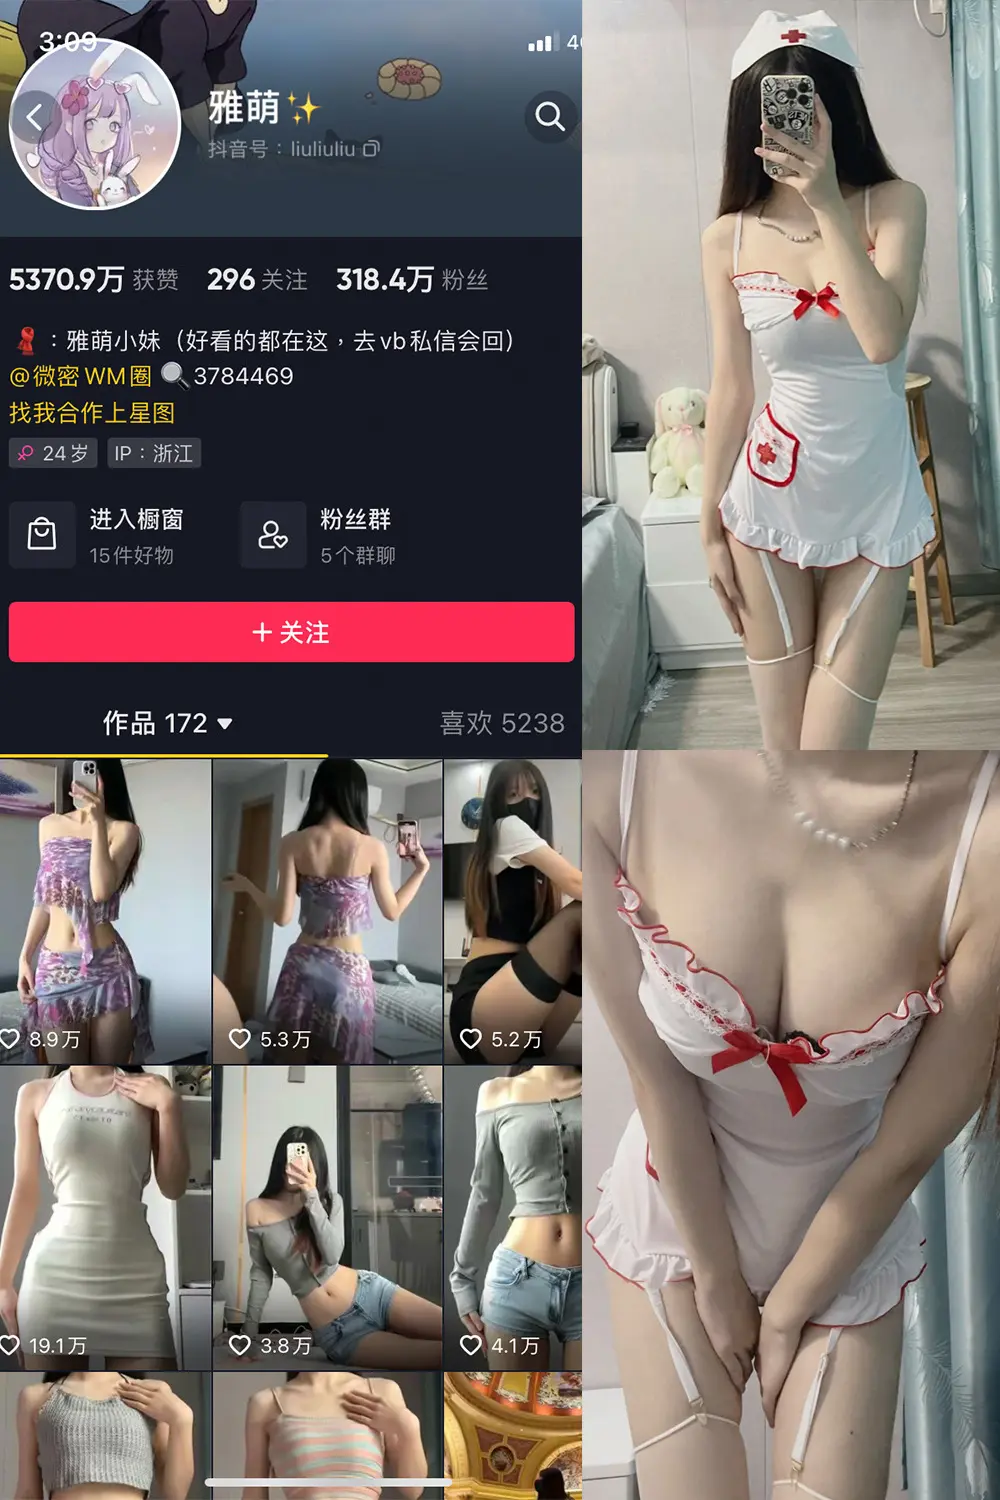 3:09
4G
雅萌✨
抖音号：liuliuliu
5370.9万 获赞 296 关注 318.4万 粉丝
🧣：雅萌小妹（好看的都在这，去vb私信会回）
@微密WM圈 🔍3784469
找我合作上星图
♀ 24岁 IP：浙江
进入橱窗
15件好物
粉丝群
5个群聊
+ 关注
作品 172 ▼
喜欢 5238
8.9万
5.3万
5.2万
19.1万
3.8万
4.1万